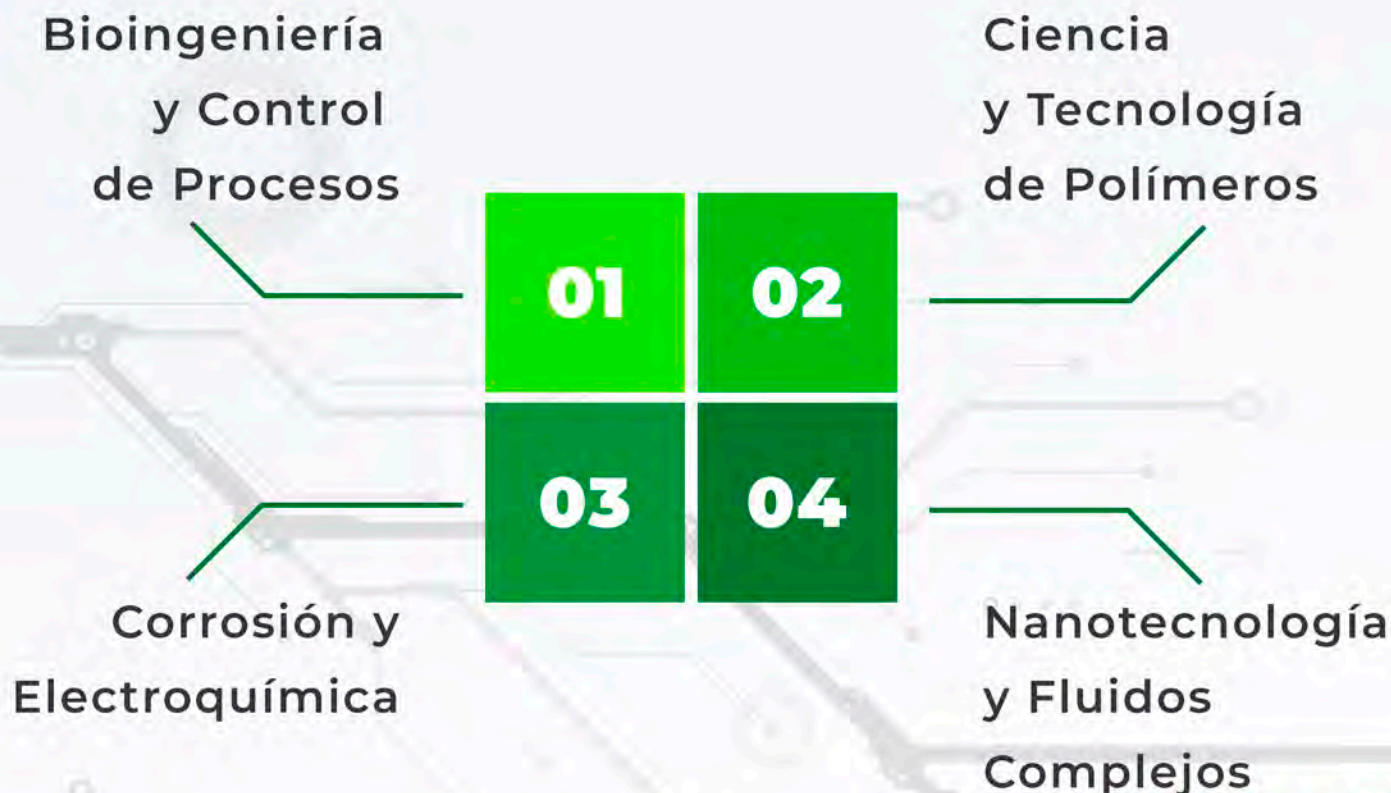 Bioingeniería
y Control
de Procesos
01
Ciencia
y Tecnología
de Polímeros
02
03
Corrosión y
Electroquímica
04
Nanotecnología
y Fluidos
Complejos